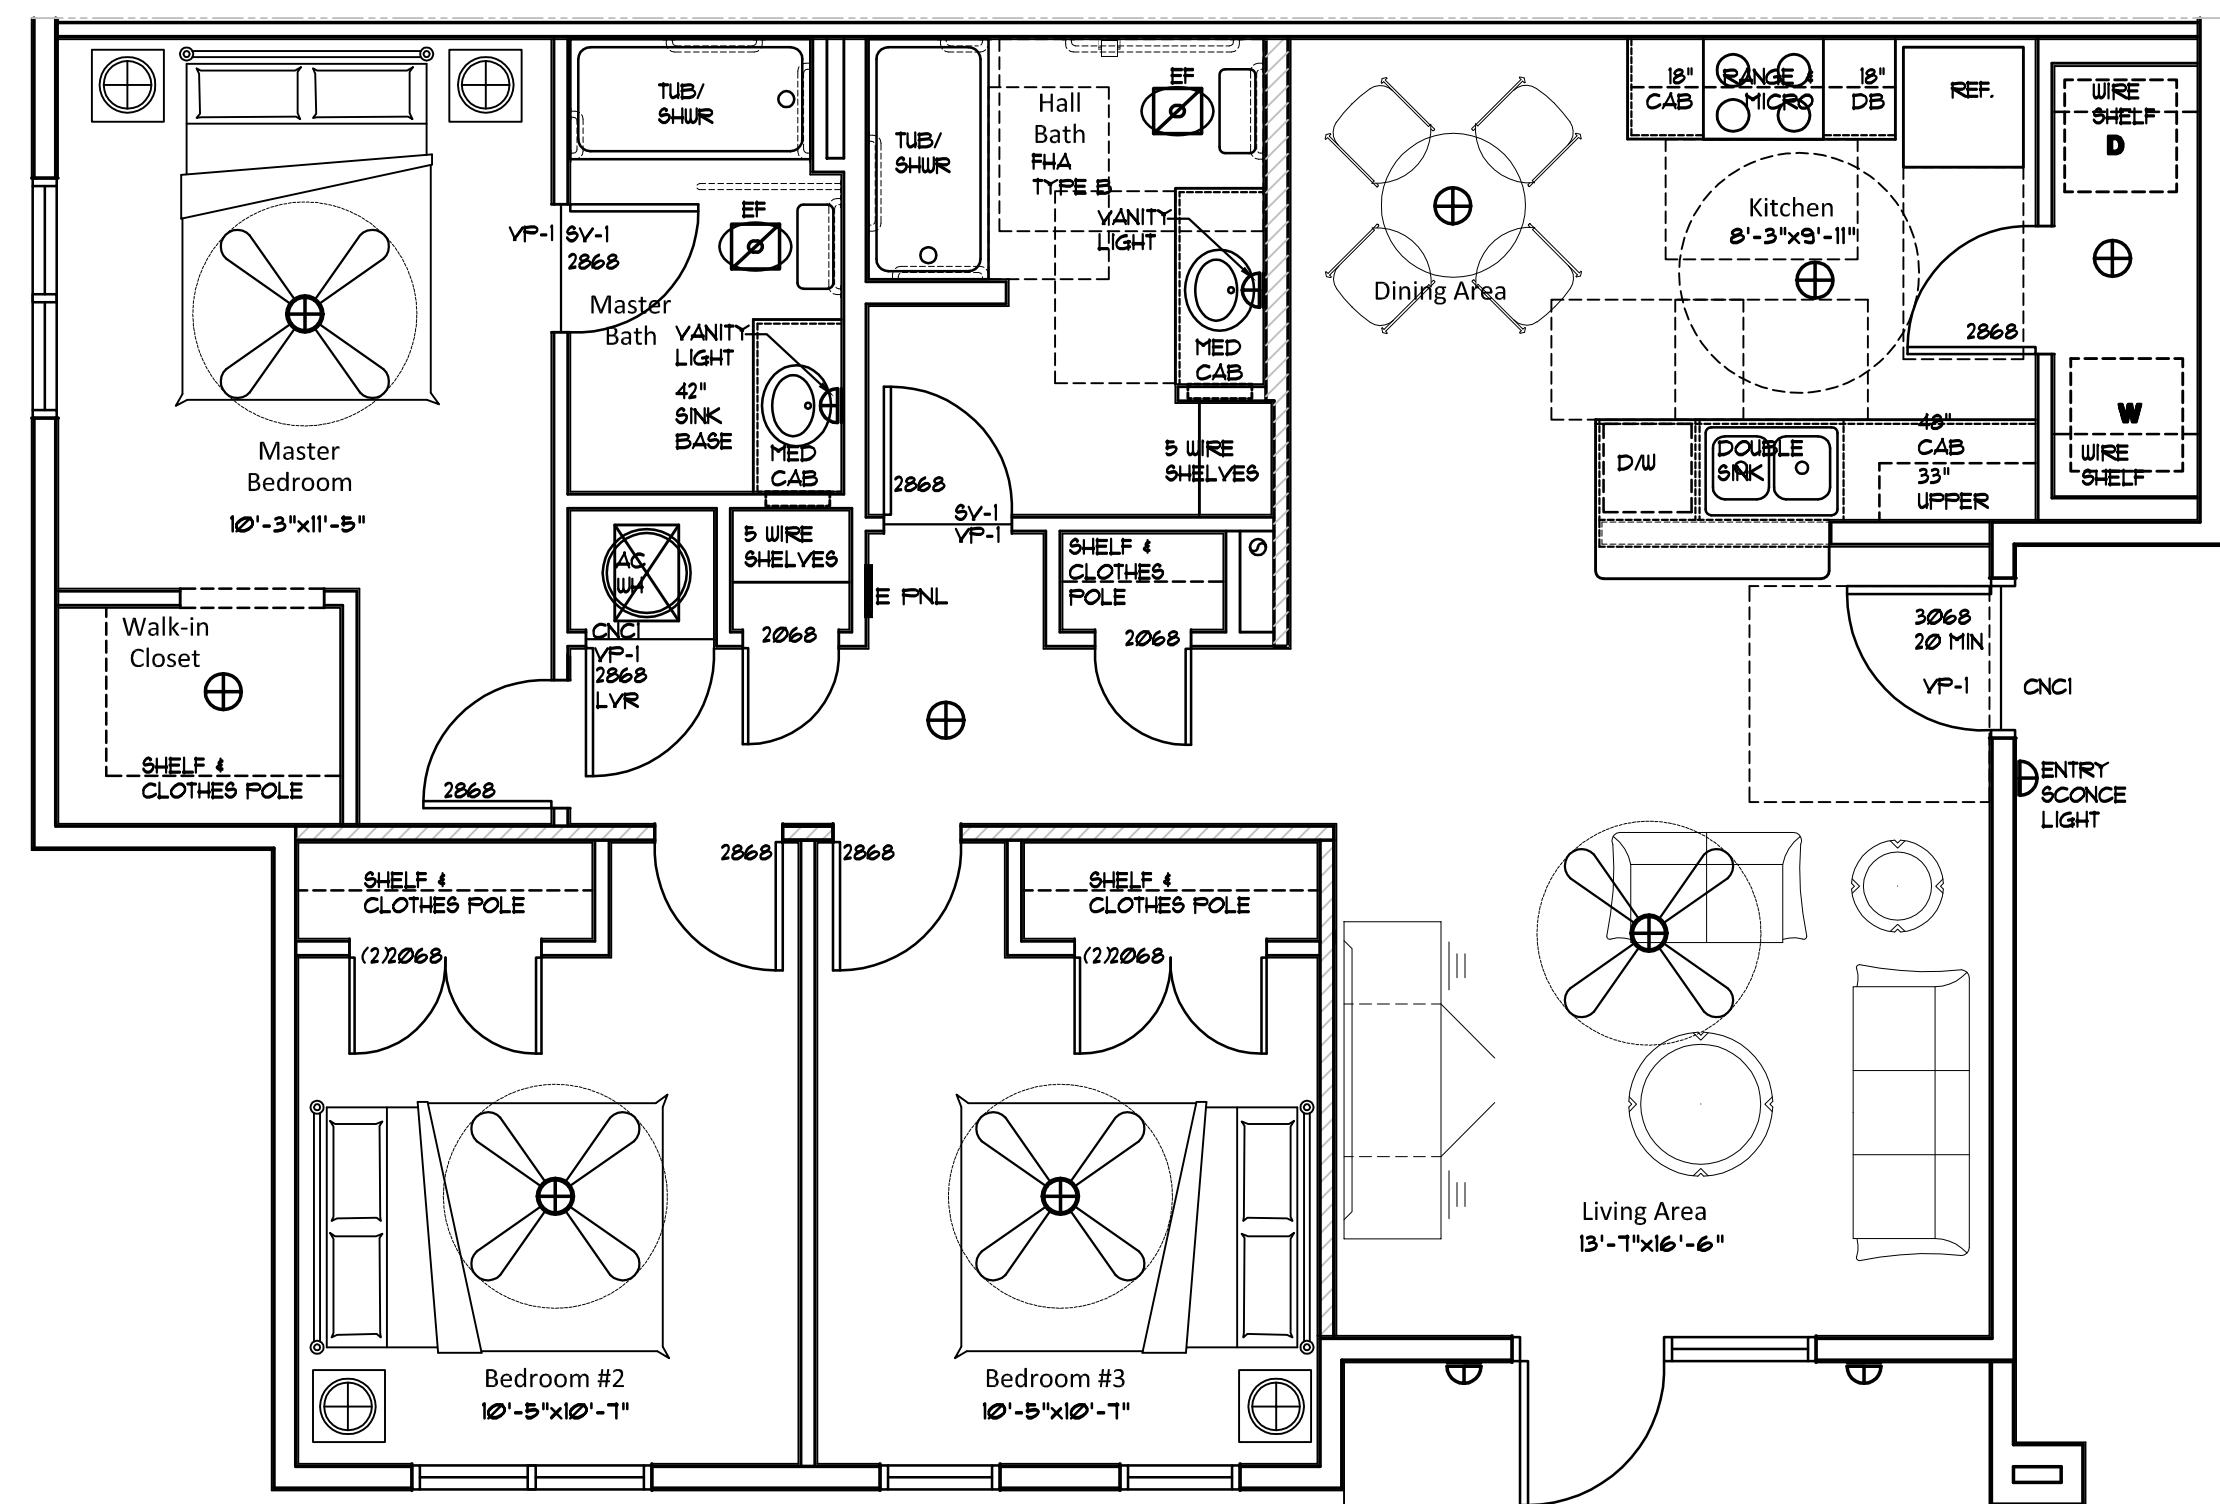 TUB/
SHWR
EF
VP-1
SV-1
2868
Master
Bath
VANITY
LIGHT
42"
SINK
BASE
MED
CAB
Master
Bedroom
10'-3"x11'-5"
Walk-in
Closet
SHELF &
CLOTHES POLE
2868
AC
WH
CNC1
VP-1
2868
LVR
5 WIRE
SHELVES
2068
E PNL
TUB/
SHWR
Hall
Bath
FHA
TYPE B
EF
VANITY
LIGHT
MED
CAB
5 WIRE
SHELVES
2868
SV-1
VP-1
SHELF &
CLOTHES
POLE
2068
Dining Area
18"
CAB
RANGE &
MICRO
18"
DB
REF.
Kitchen
8'-3"x9'-11"
WIRE
SHELF
D
2868
W
WIRE
SHELF
D/W
DOUBLE
SINK
48"
CAB
33"
UPPER
3068
20 MIN
VP-1
CNC1
ENTRY
SCONCE
LIGHT
2868
2868
SHELF &
CLOTHES POLE
(2)2068
SHELF &
CLOTHES POLE
(2)2068
Bedroom #2
10'-5"x10'-7"
Bedroom #3
10'-5"x10'-7"
Living Area
13'-7"x16'-6"